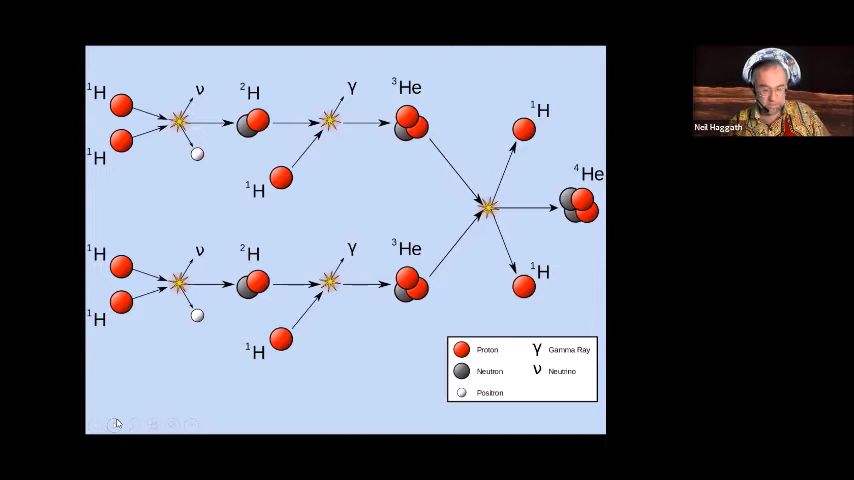 ¹H ν ²H γ ³He
¹H
¹H
¹H
⁴He
¹H ν ²H γ ³He ¹H
¹H
¹H
Proton γ Gamma Ray
Neutron ν Neutrino
Positron
Neil Haggath